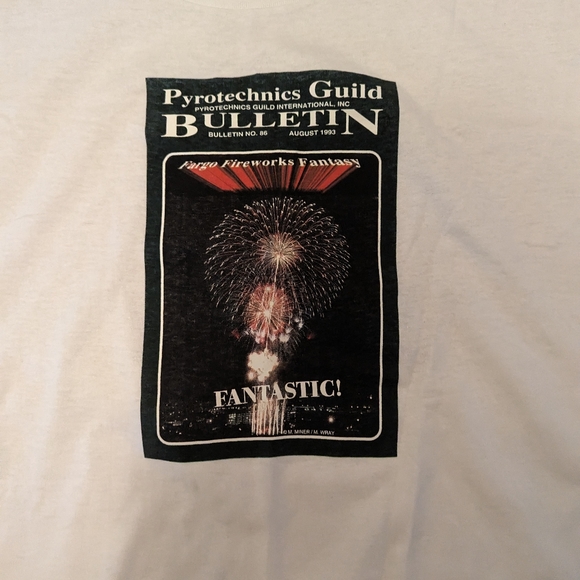 Pyrotechnics Guild
PYROTECHNICS GUILD INTERNATIONAL, INC
BULLETIN
BULLETIN NO. 86 AUGUST 1993
Fargo Fireworks Fantasy
FANTASTIC!
© M. MINER / M. WRAY